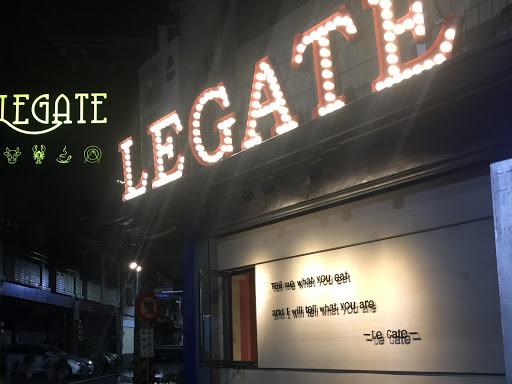 LEGATE
LEGATE
Tell me what you eat
and I will tell what you are
—Le Gate—